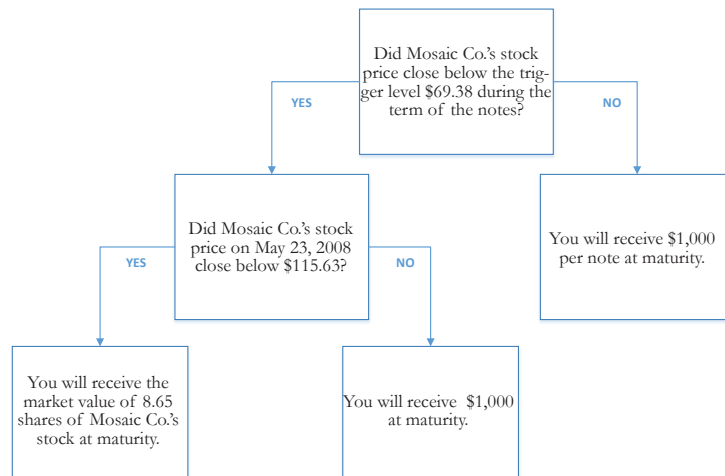 Did Mosaic Co.'s stock
price close below the trig-
ger level $69.38 during the
term of the notes?
YES
NO
Did Mosaic Co.'s stock
price on May 23, 2008
close below $115.63?
You will receive $1,000
per note at maturity.
YES
NO
You will receive the
market value of 8.65
shares of Mosaic Co.'s
stock at maturity.
You will receive $1,000
at maturity.